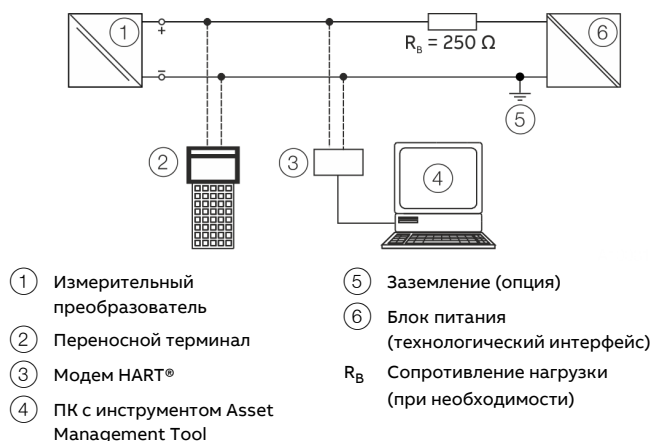 1
+
–
R_B = 250 Ω
6
5
2
3
4
1 Измерительный
преобразователь
2 Переносной терминал
3 Модем HART®
4 ПК с инструментом Asset
Management Tool
5 Заземление (опция)
6 Блок питания
(технологический интерфейс)
R_B Сопротивление нагрузки
(при необходимости)